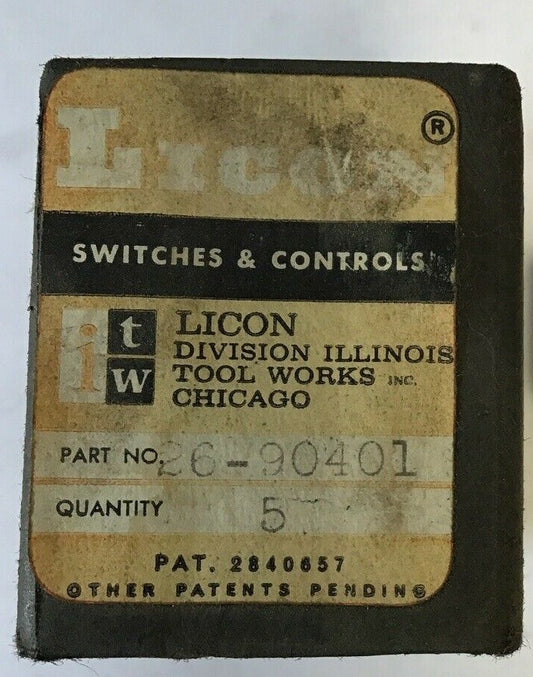 LICON ®
SWITCHES & CONTROLS
itw
LICON
DIVISION ILLINOIS
TOOL WORKS INC.
CHICAGO
PART NO. 26-90401
QUANTITY 5
PAT. 2840657
OTHER PATENTS PENDING